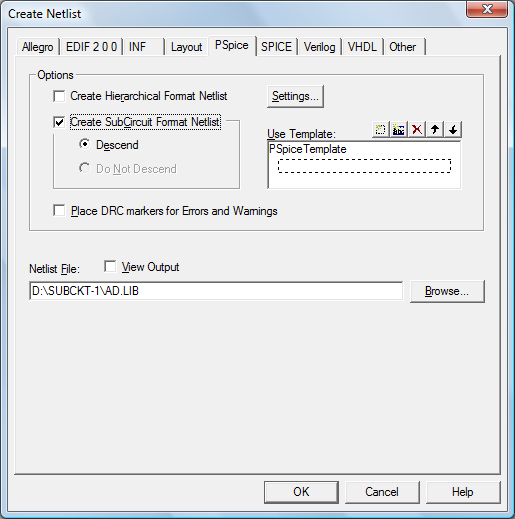 Create Netlist
Allegro EDIF 2 0 0 INF Layout PSpice SPICE Verilog VHDL Other
Options
Create Hierarchical Format Netlist
Settings...
Create SubCircuit Format Netlist
Use Template:
Descend
PSpiceTemplate
Do Not Descend
Place DRC markers for Errors and Warnings
Netlist File:
View Output
D:\SUBCKT-1\AD.LIB
Browse...
OK
Cancel
Help